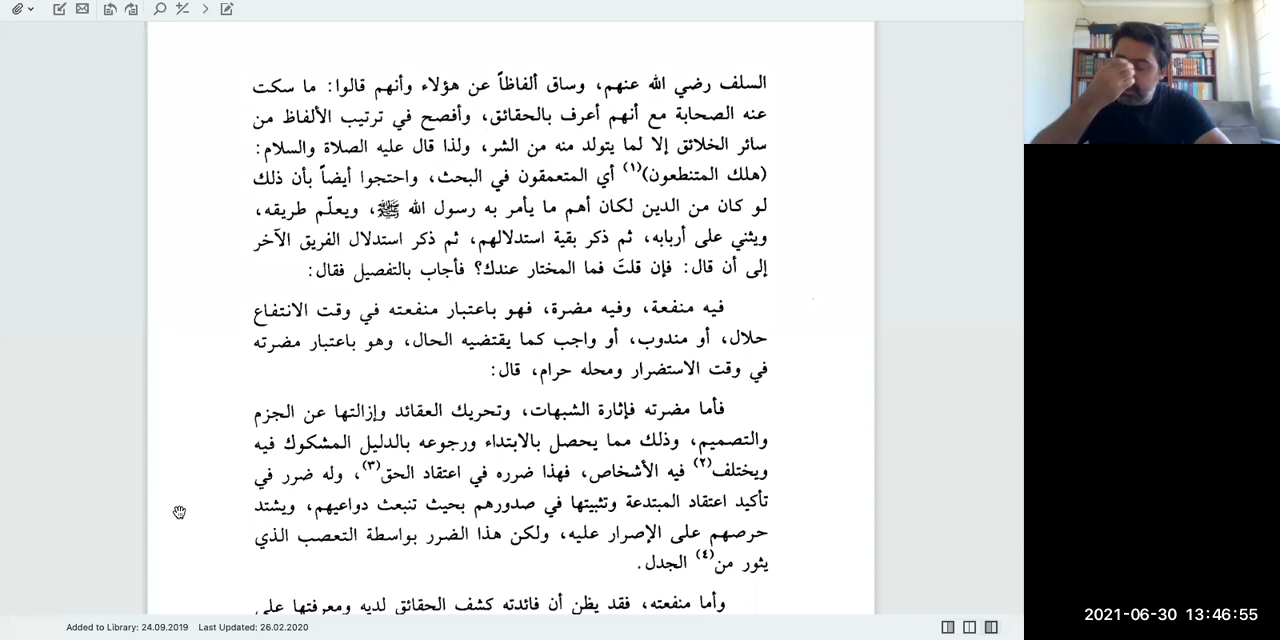 السلف رضي الله عنهم، وساق ألفاظاً عن هؤلاء وأنهم قالوا: ما سكت
عنه الصحابة مع أنهم أعرف بالحقائق، وأفصح في ترتيب الألفاظ من
سائر الخلائق إلا لما يتولد منه من الشر، ولذا قال عليه الصلاة والسلام:
(هلك المتنطعون)(١) أي المتعمقون في البحث، واحتجوا أيضاً بأن ذلك
لو كان من الدين لكان أهم ما يأمر به رسول الله ﷺ، ويعلّم طريقه،
ويثني على أربابه، ثم ذكر بقية استدلالهم، ثم ذكر استدلال الفريق الآخر
إلى أن قال: فإن قلتَ فما المختار عندك؟ فأجاب بالتفصيل فقال:
فيه منفعة، وفيه مضرة، فهو باعتبار منفعته في وقت الانتفاع
حلال، أو مندوب، أو واجب كما يقتضيه الحال، وهو باعتبار مضرته
في وقت الاستضرار ومحله حرام، قال:
فأما مضرته فإثارة الشبهات، وتحريك العقائد وإزالتها عن الجزم
والتصميم، وذلك مما يحصل بالابتداء ورجوعه بالدليل المشكوك فيه
ويختلف(٢) فيه الأشخاص، فهذا ضرره في اعتقاد الحق(٣)، وله ضرر في
تأكيد اعتقاد المبتدعة وتثبيتها في صدورهم بحيث تنبعث دواعيهم، ويشتد
حرصهم على الإصرار عليه، ولكن هذا الضرر بواسطة التعصب الذي
يثور من(٤) الجدل.
وأما منفعته، فقد يظن أن فائدته كشف الحقائق لديه ومعرفتها على
Added to Library: 24.09.2019 Last Updated: 26.02.2020
2021-06-30 13:46:55